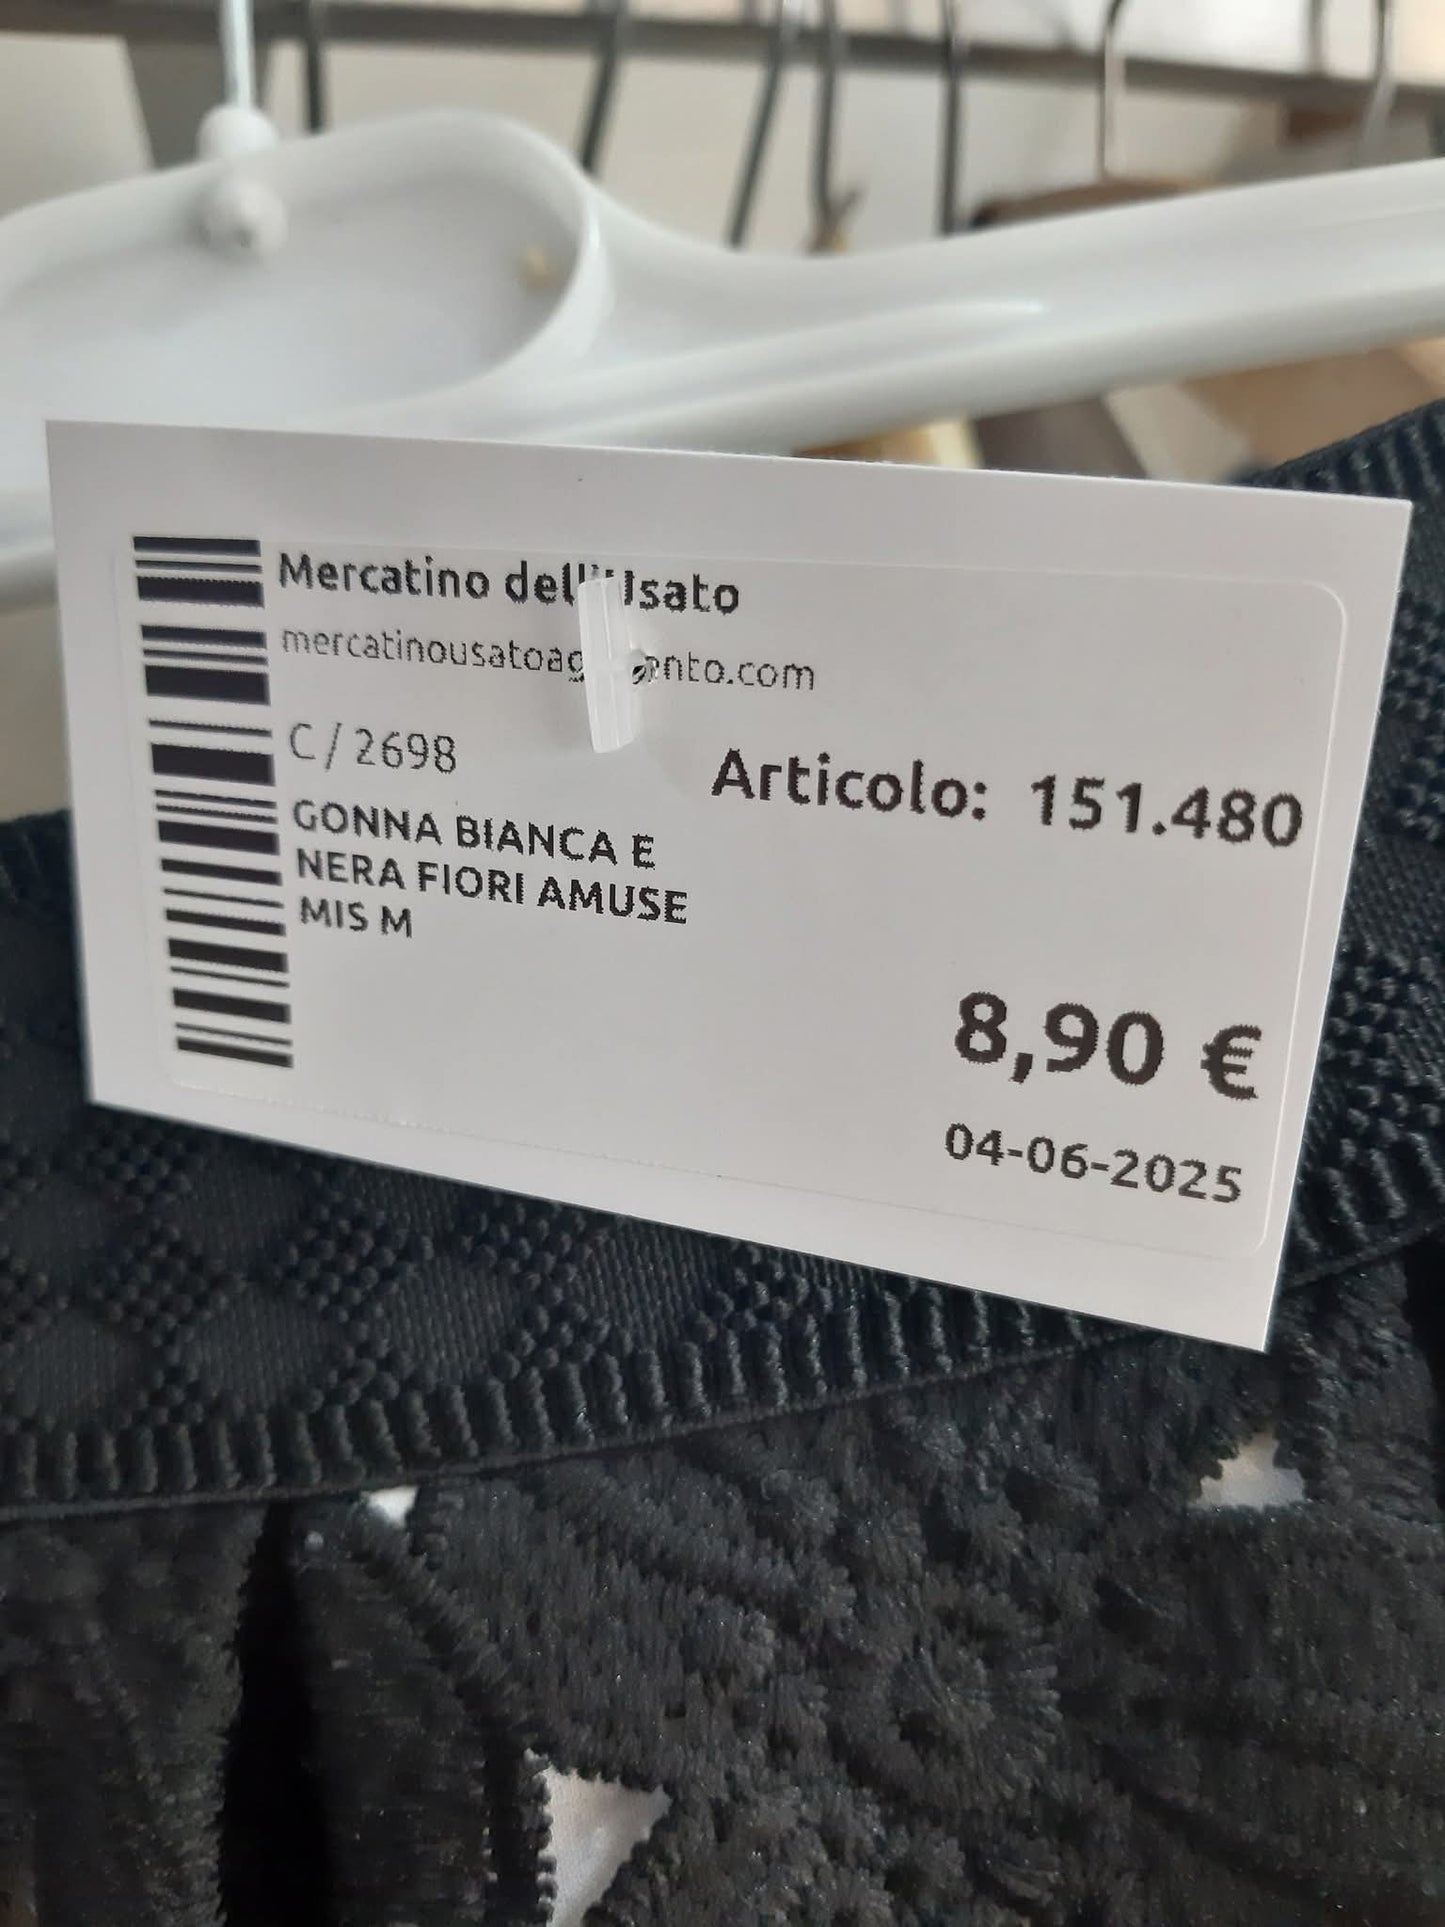 Mercatino dell'Usato
C/2698
Articolo: 151.480
GONNA BIANCA E
NERA FIORI AMUSE
MIS M
8,90 €
04-06-2025